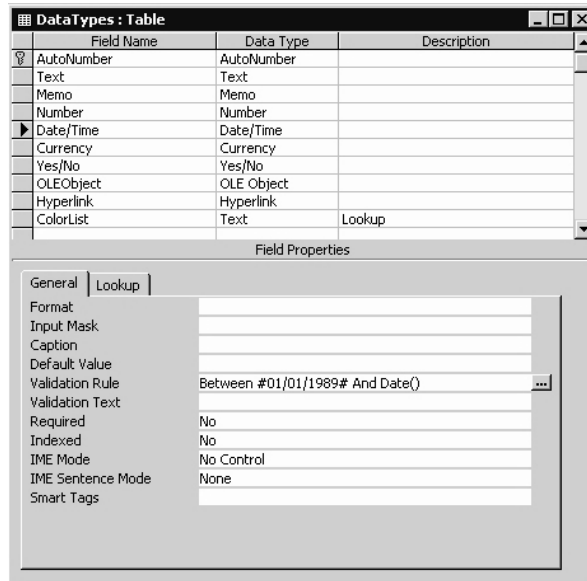 DataTypes : Table
Field Name Data Type Description
AutoNumber AutoNumber
Text Text
Memo Memo
Number Number
Date/Time Date/Time
Currency Currency
Yes/No Yes/No
OLEObject OLE Object
Hyperlink Hyperlink
ColorList Text Lookup
Field Properties
General Lookup
Format
Input Mask
Caption
Default Value
Validation Rule Between #01/01/1989# And Date() ...
Validation Text
Required No
Indexed No
IME Mode No Control
IME Sentence Mode None
Smart Tags